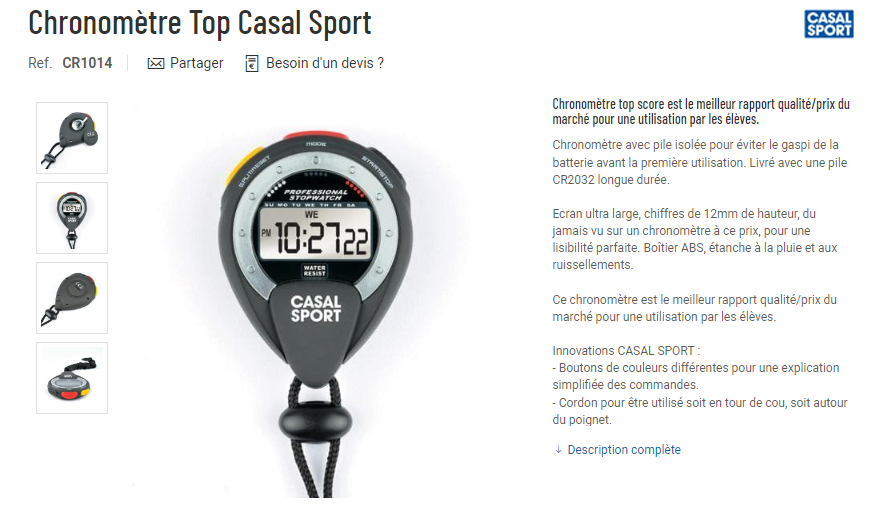 Chronomètre Top Casal Sport
CASAL
SPORT
Ref. CR1014
Partager
Besoin d'un devis ?
MODE
SPLIT/RESET
START/STOP
PROFESSIONAL
STOPWATCH
SU MO TU WE TH FR SA
WE
PM 10:27 22
WATER
RESIST
CASAL
SPORT
Chronomètre top score est le meilleur rapport qualité/prix du
marché pour une utilisation par les élèves.
Chronomètre avec pile isolée pour éviter le gaspi de la
batterie avant la première utilisation. Livré avec une pile
CR2032 longue durée.
Ecran ultra large, chiffres de 12mm de hauteur, du
jamais vu sur un chronomètre à ce prix, pour une
lisibilité parfaite. Boîtier ABS, étanche à la pluie et aux
ruissellements.
Ce chronomètre est le meilleur rapport qualité/prix du
marché pour une utilisation par les élèves.
Innovations CASAL SPORT :
- Boutons de couleurs différentes pour une explication
simplifiée des commandes.
- Cordon pour être utilisé soit en tour de cou, soit autour
du poignet.
Description complète